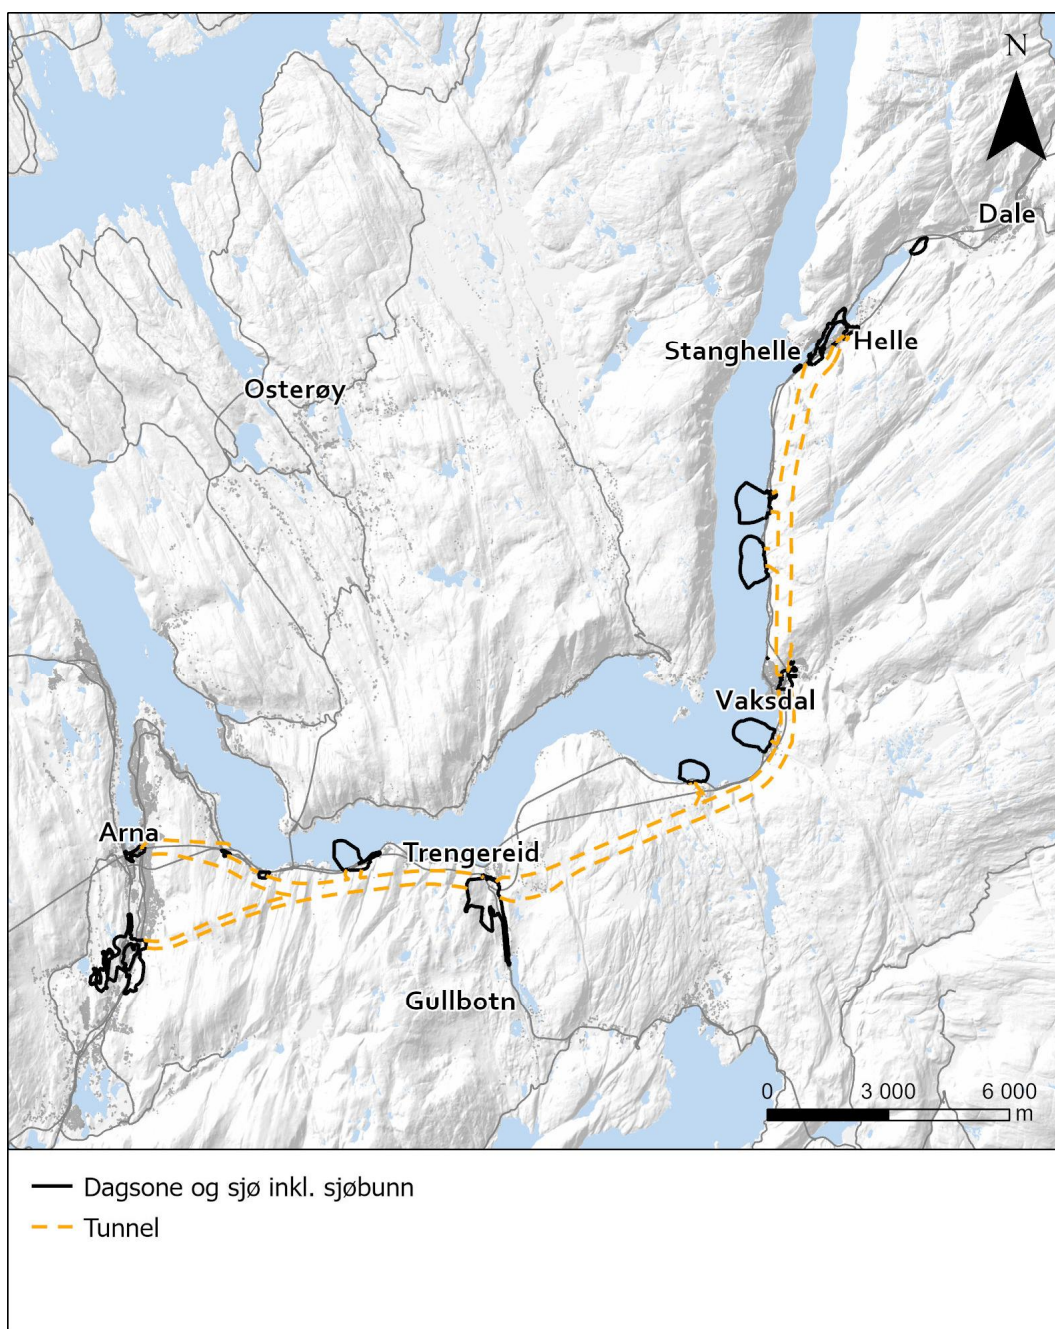 N
Dale
Helle
Stanghelle
Osterøy
Vaksdal
Arna
Trengereid
Gullbotn
0 3 000 6 000
m
Dagsone og sjø inkl. sjøbunn
Tunnel